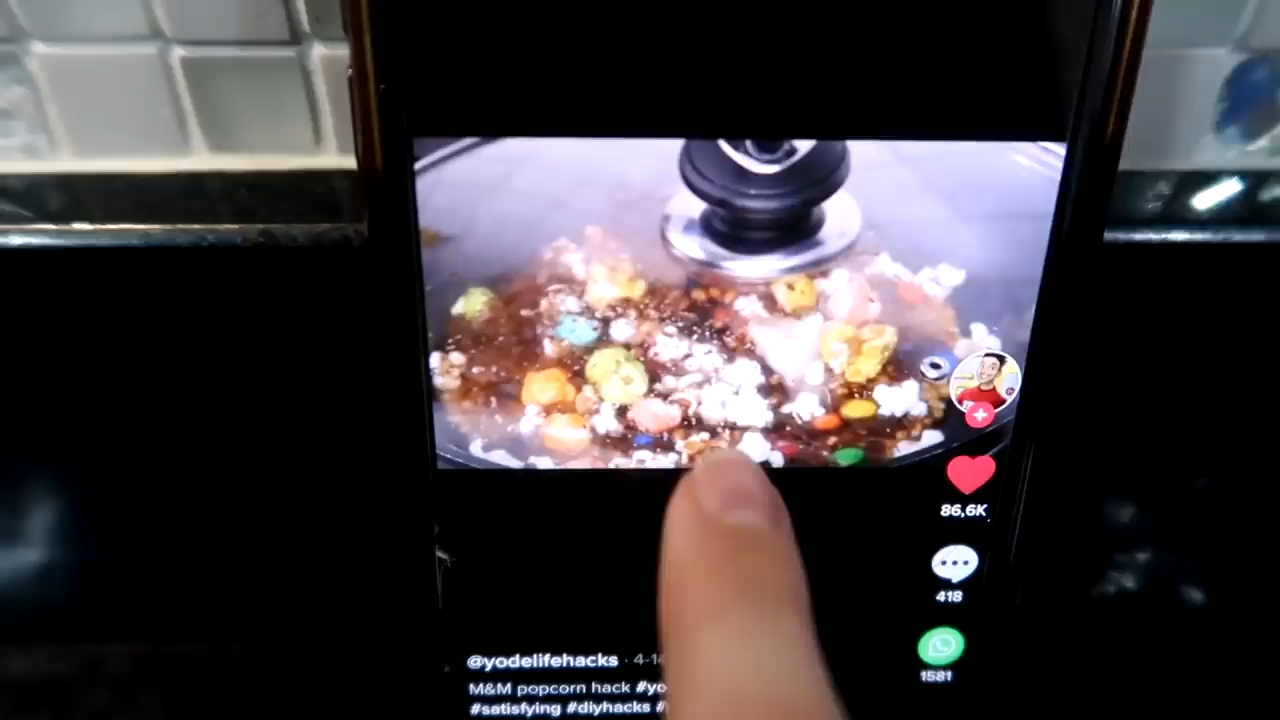 86,6K
418
1581
@yodelifehacks · 4-1
M&M popcorn hack #yo
#satisfying #diyhacks #